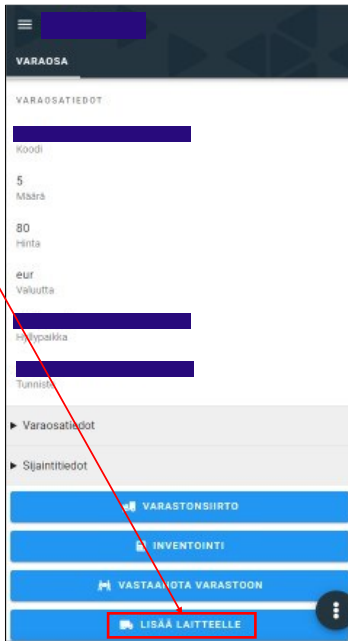 VARAOSA
VARAOSATIEDOT
Koodi
5
Määrä
80
Hinta
eur
Valuutta
Hyllypaikka
Tunniste
Varaosatiedot
Sijaintitiedot
VARASTONSIIRTO
INVENTOINTI
VASTAANOTA VARASTOON
LISÄÄ LAITTEELLE